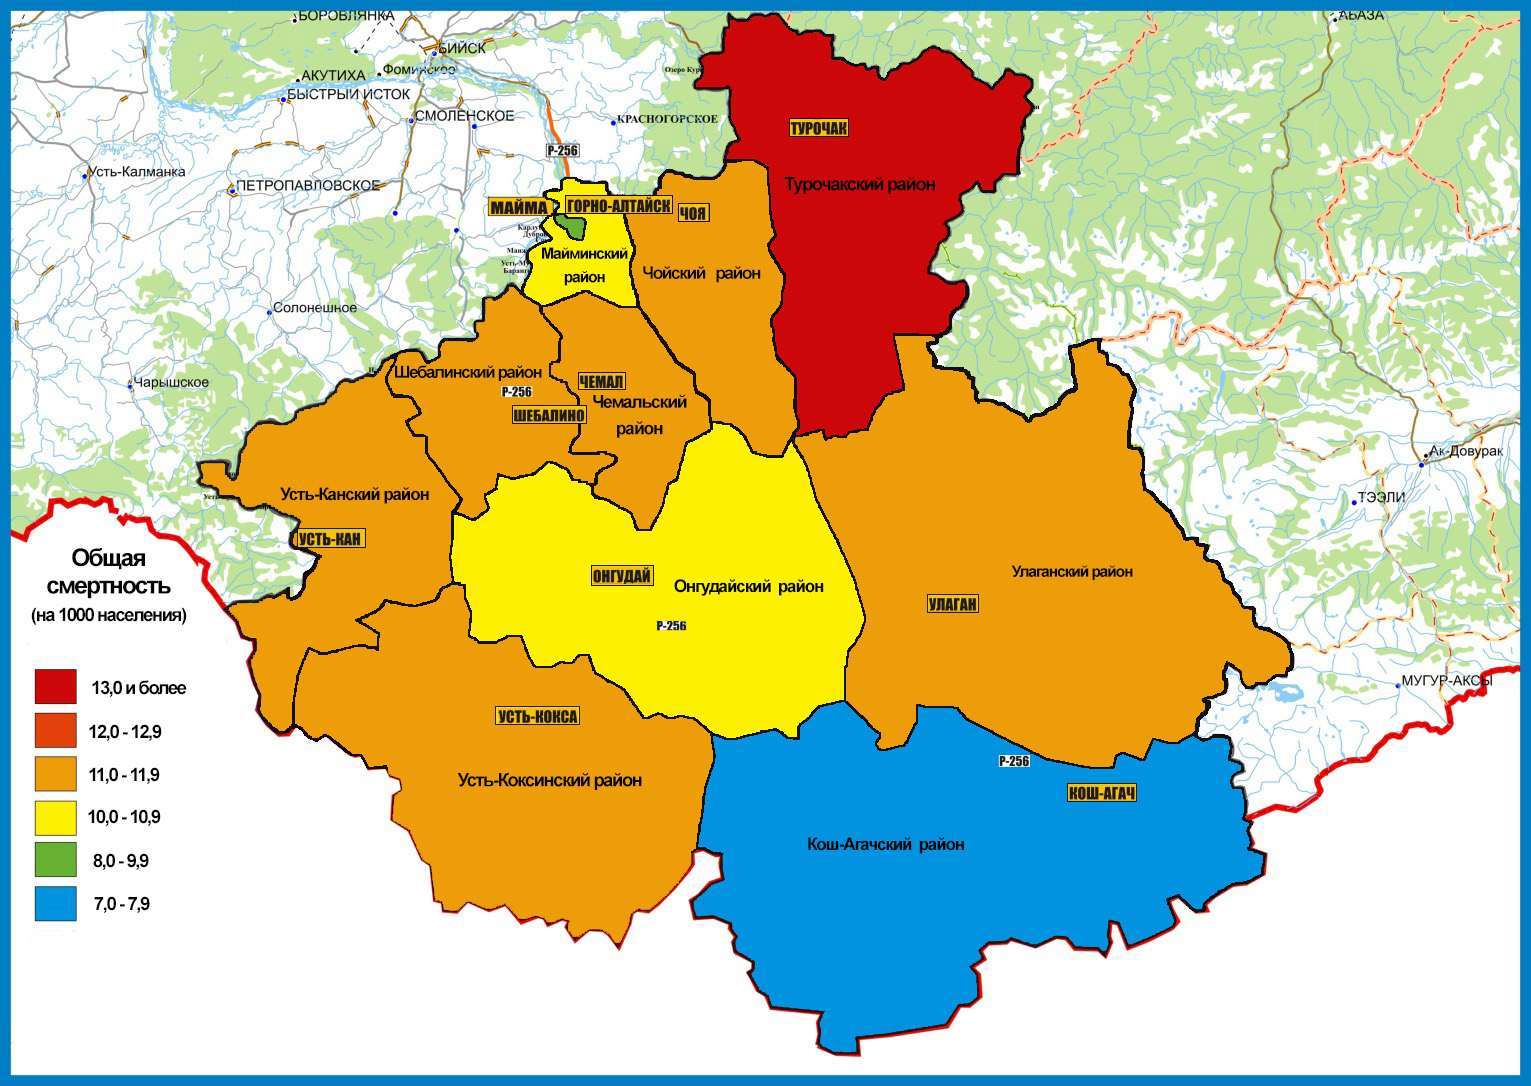 БОРОВЛЯНКА
АБАЗА
БИЙСК
Фоминское
АКУТИХА
БЫСТРЫЙ ИСТОК
СМОЛЕНСКОЕ
КРАСНОГОРСКОЕ
ТУРОЧАК
Р-256
Усть-Калманка
ПЕТРОПАВЛОВСКОЕ
Турочакский район
МАЙМА
ГОРНО-АЛТАЙСК
ЧОЯ
Майминский
район
Чойский район
Солонешное
Шебалинский район
Р-256
ЧЕМАЛ
Чарышское
Чемальский
район
ШЕБАЛИНО
Ак-Довурак
ТЭЭЛИ
Усть-Канский район
УСТЬ-КАН
Общая
смертность
(на 1000 населения)
ОНГУДАЙ
Онгудайский район
Р-256
Улаганский район
УЛАГАН
МУГУР-АКСЫ
13,0 и более
12,0 - 12,9
11,0 - 11,9
10,0 - 10,9
8,0 - 9,9
7,0 - 7,9
УСТЬ-КОКСА
Усть-Коксинский район
Р-256
КОШ-АГАЧ
Кош-Агачский район